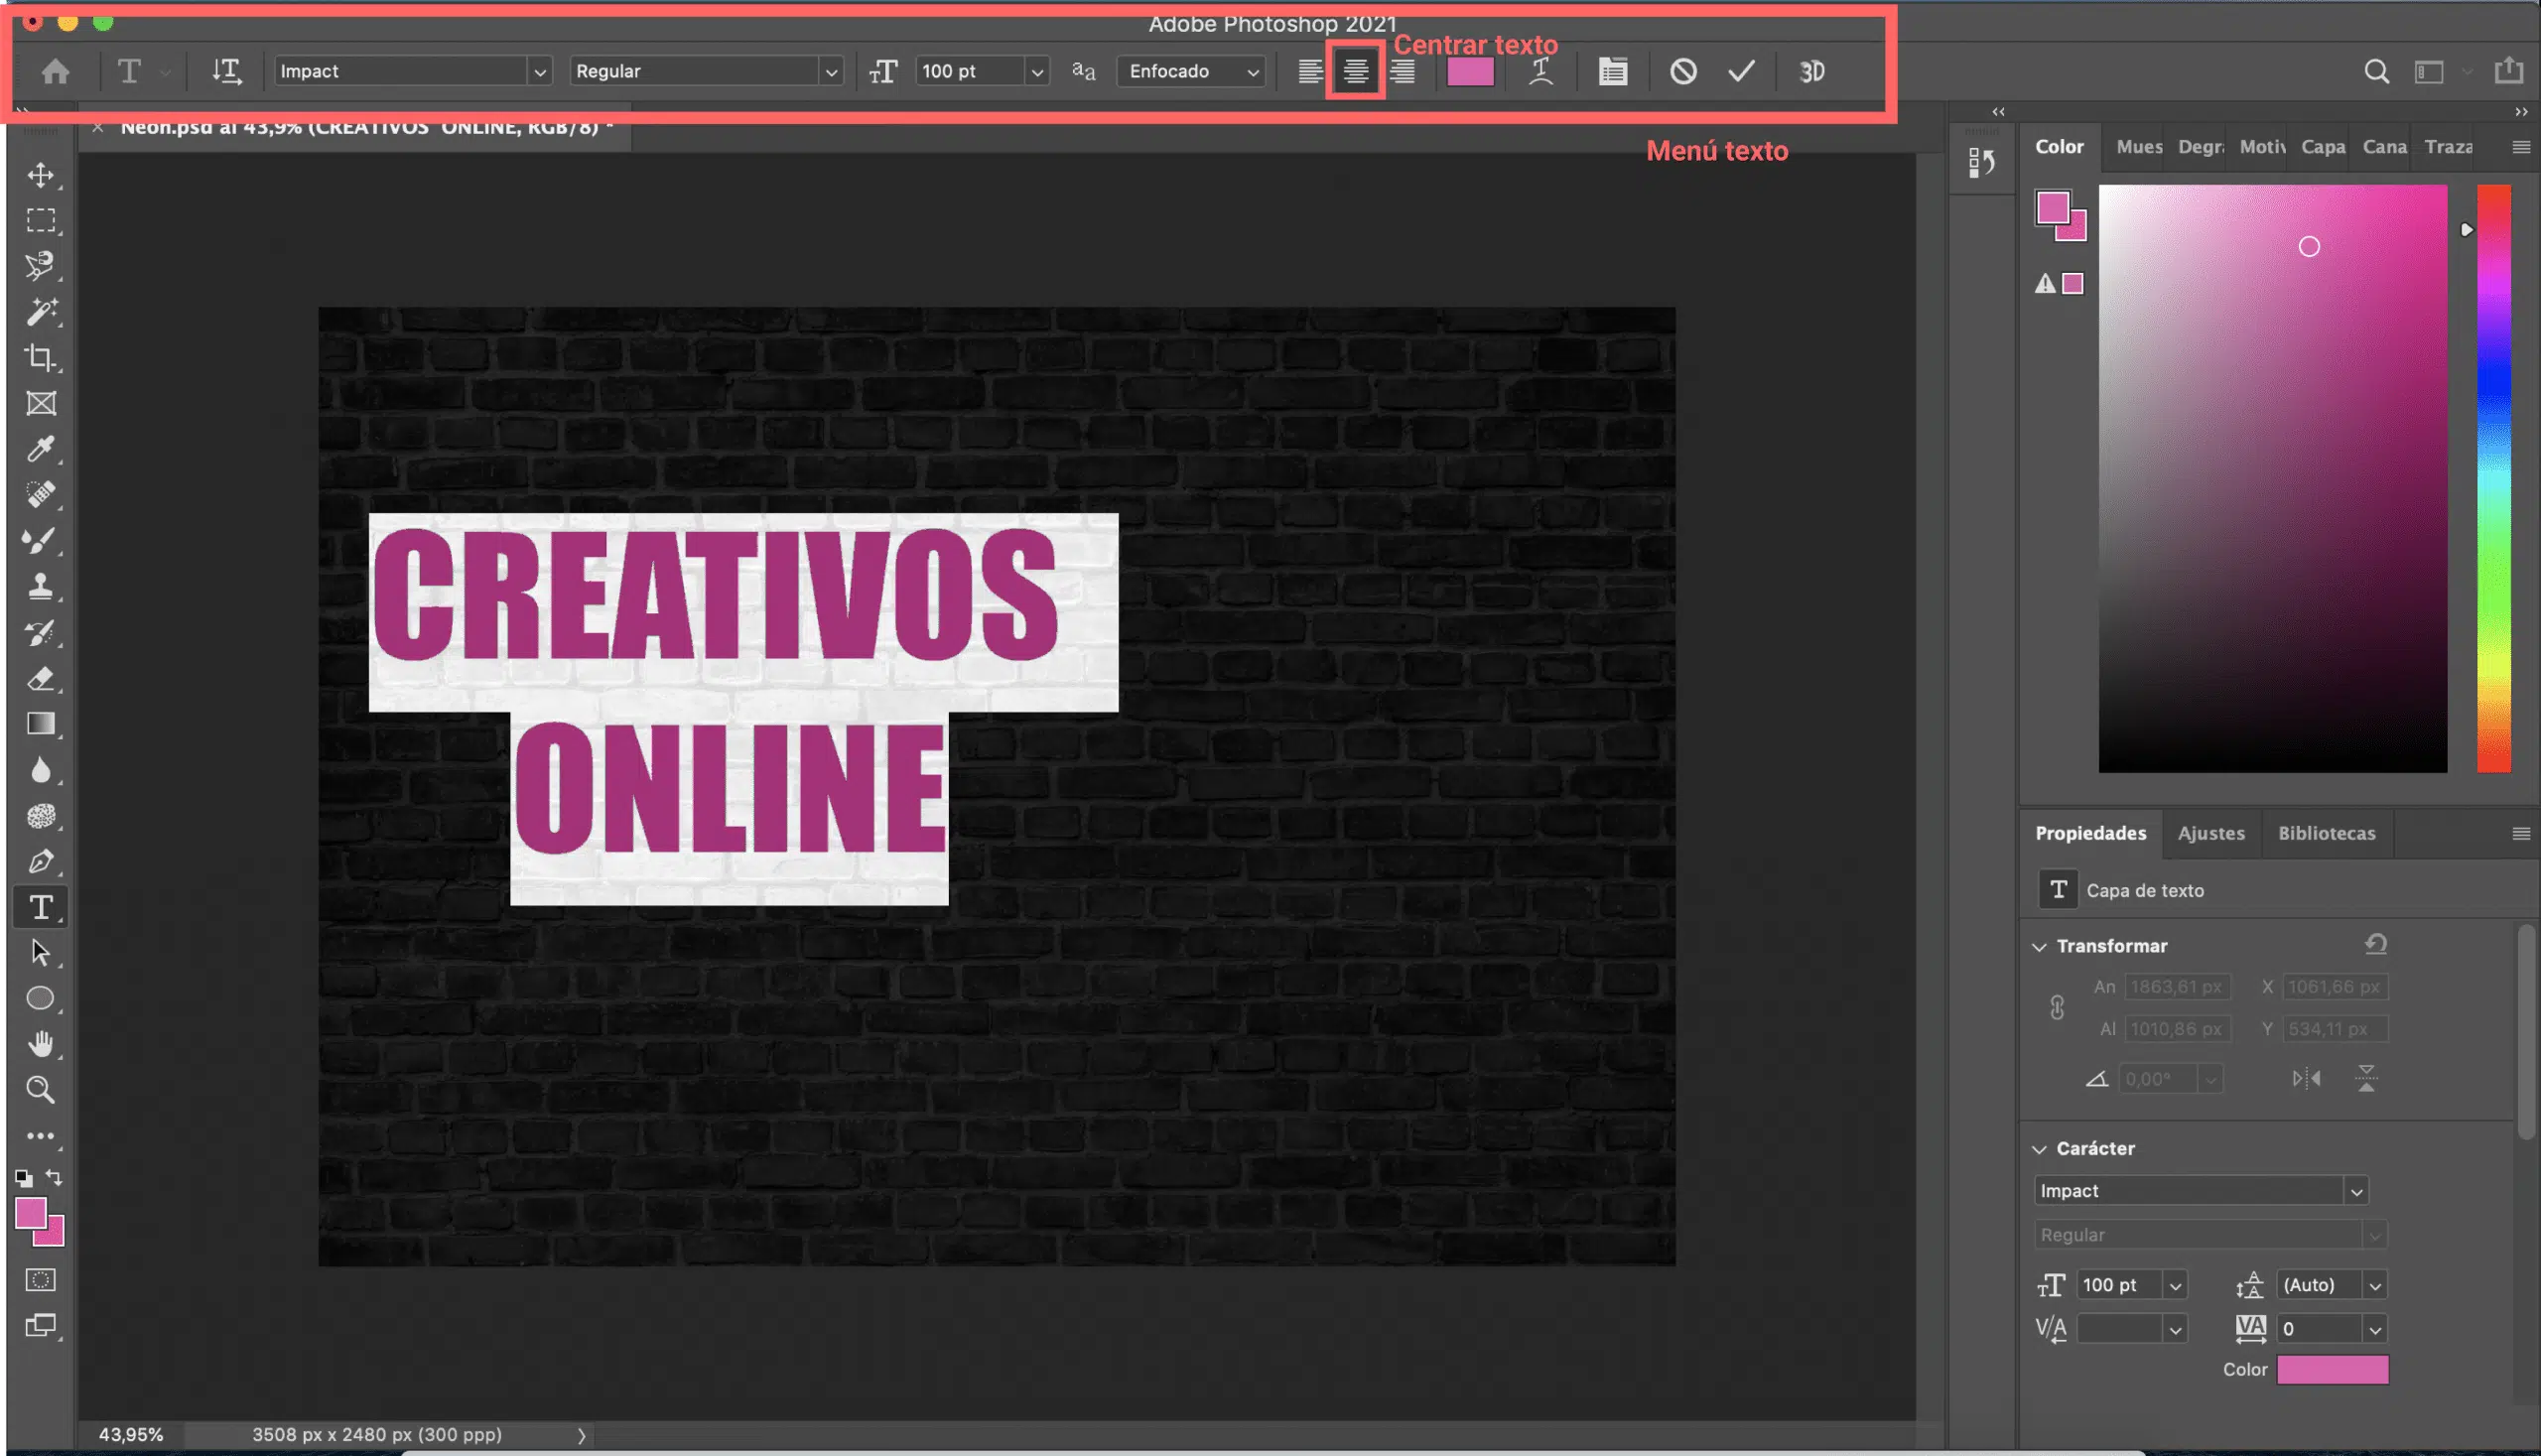 Adobe Photoshop 2021
Centrar texto
Impact
Regular
100 pt
Enfocado
3D
Neon.psd al 43,9% (CREATIVOS ONLINE, RGB/8) *
Menú texto
Color
Mues
Degr
Motiv
Capa
Cana
Traza
CREATIVOS
ONLINE
Propiedades
Ajustes
Bibliotecas
T Capa de texto
Transformar
An 1863,61 px X 1061,66 px
Al 1010,86 px Y 534,11 px
0,00°
Carácter
Impact
Regular
100 pt (Auto)
V/A VA 0
Color
43,95% 3508 px x 2480 px (300 ppp)